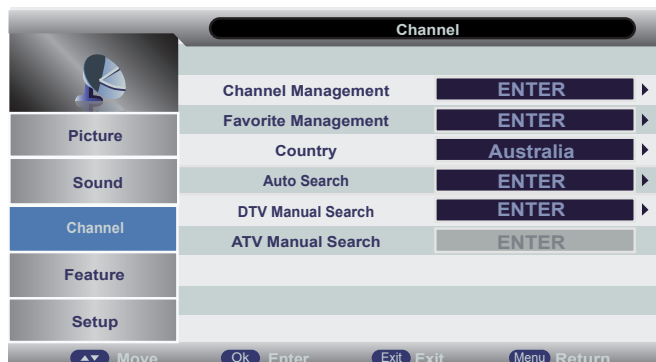 Channel
Channel Management ENTER
Favorite Management ENTER
Picture
Country Australia
Sound
Auto Search ENTER
DTV Manual Search ENTER
Channel
ATV Manual Search ENTER
Feature
Setup
Move Ok Enter Exit Exit Menu Return